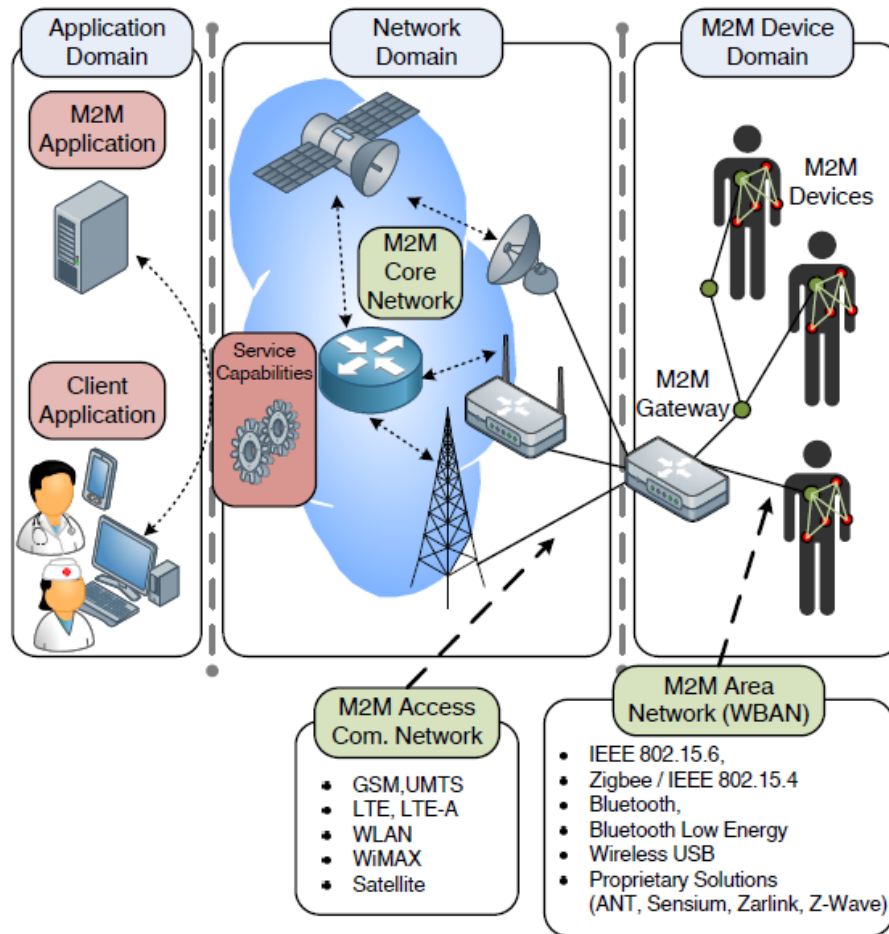 Application
Domain
Network
Domain
M2M Device
Domain
M2M
Application
M2M
Devices
M2M
Core
Network
Service
Capabilities
Client
Application
M2M
Gateway
M2M Access
Com. Network
• GSM,UMTS
• LTE, LTE-A
• WLAN
• WiMAX
• Satellite
M2M Area
Network (WBAN)
• IEEE 802.15.6,
• Zigbee / IEEE 802.15.4
• Bluetooth,
• Bluetooth Low Energy
• Wireless USB
• Proprietary Solutions
(ANT, Sensium, Zarlink, Z-Wave)